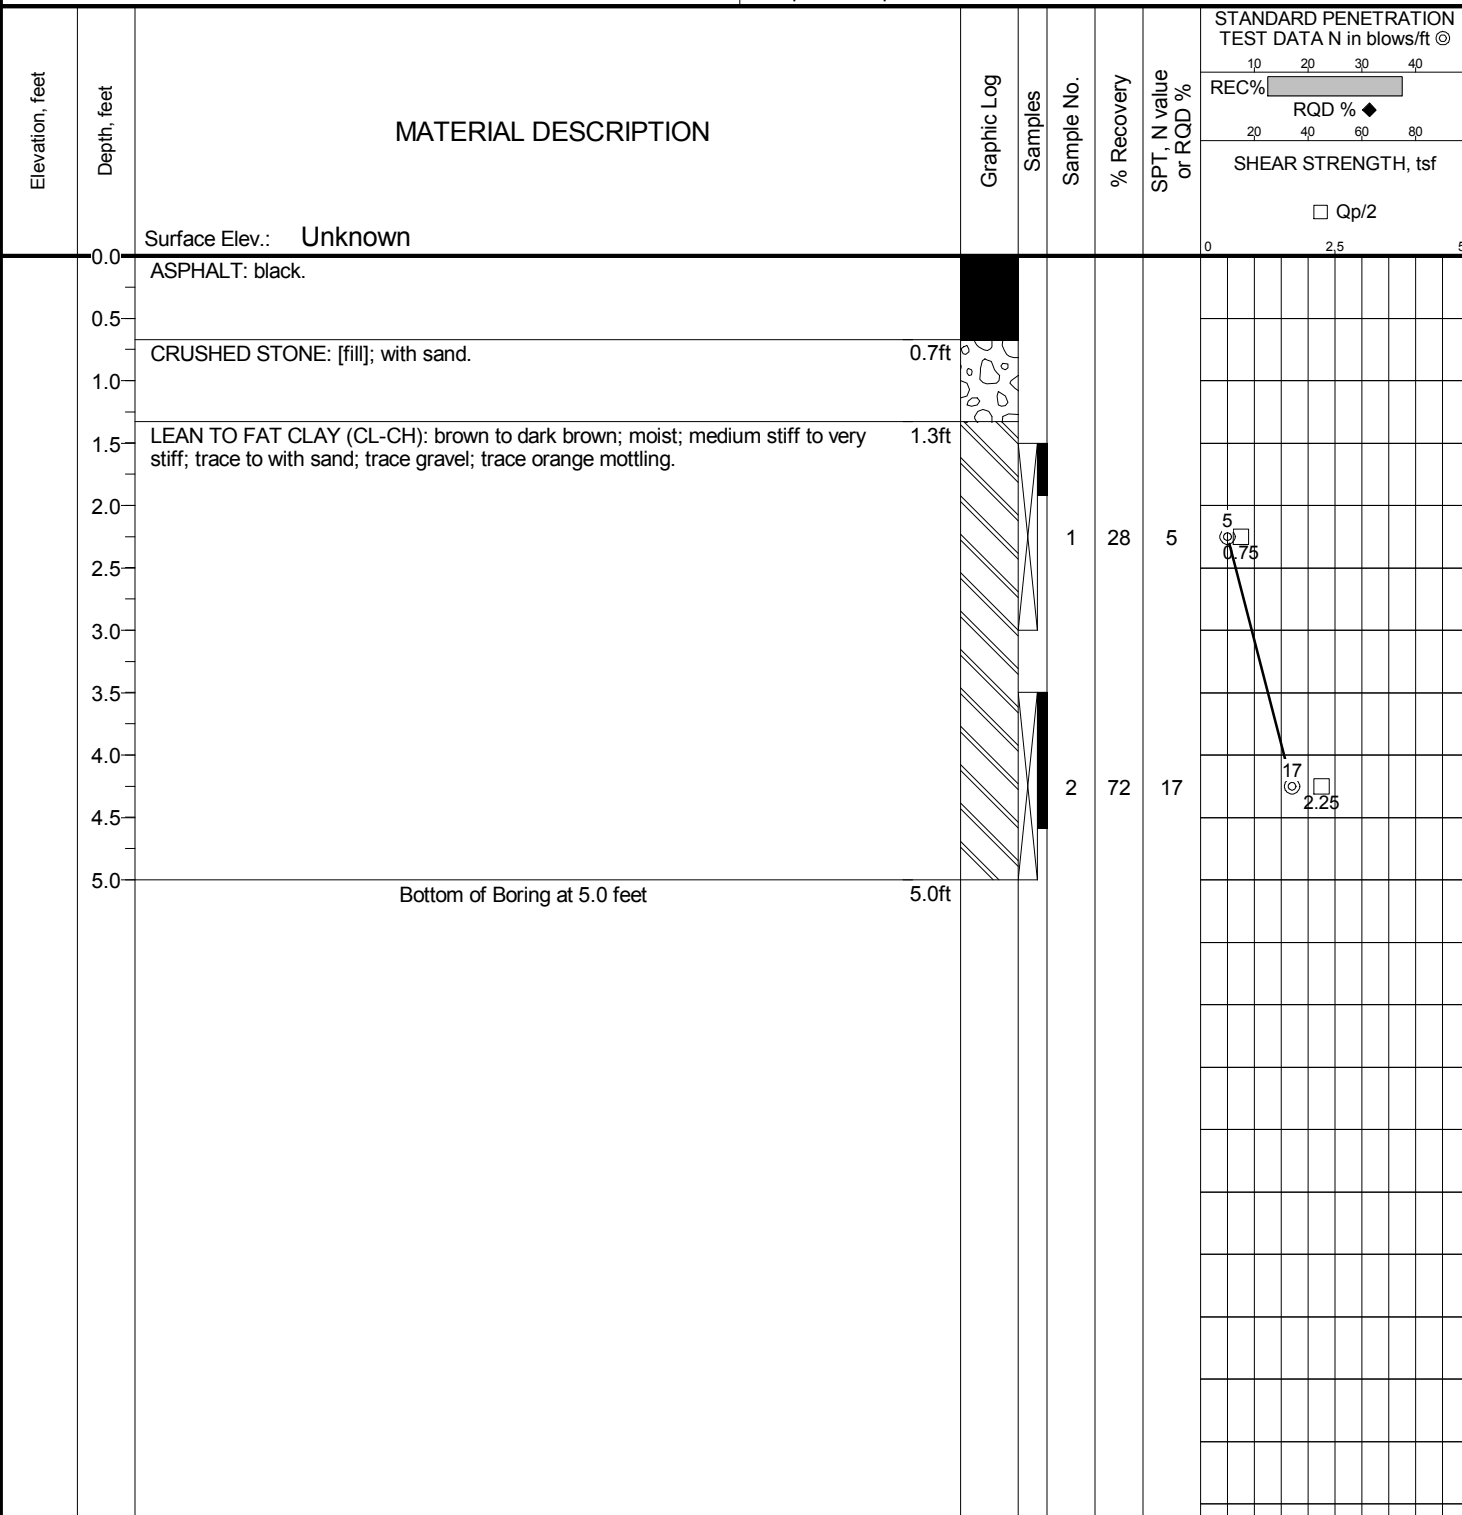 STANDARD PENETRATION
TEST DATA N in blows/ft ◎
10 20 30 40
REC%
RQD % ◆
20 40 60 80
SHEAR STRENGTH, tsf
□ Qp/2
0 2.5 5
Elevation, feet
Depth, feet
MATERIAL DESCRIPTION
Graphic Log
Samples
Sample No.
% Recovery
SPT, N value
or RQD %
Surface Elev.: Unknown
0.0
ASPHALT: black.
0.5
CRUSHED STONE: [fill]; with sand. 0.7ft
1.0
LEAN TO FAT CLAY (CL-CH): brown to dark brown; moist; medium stiff to very 1.3ft
stiff; trace to with sand; trace gravel; trace orange mottling.
1.5
2.0
1 28 5
5
0.75
2.5
3.0
3.5
4.0
2 72 17
17
2.25
4.5
5.0
Bottom of Boring at 5.0 feet 5.0ft